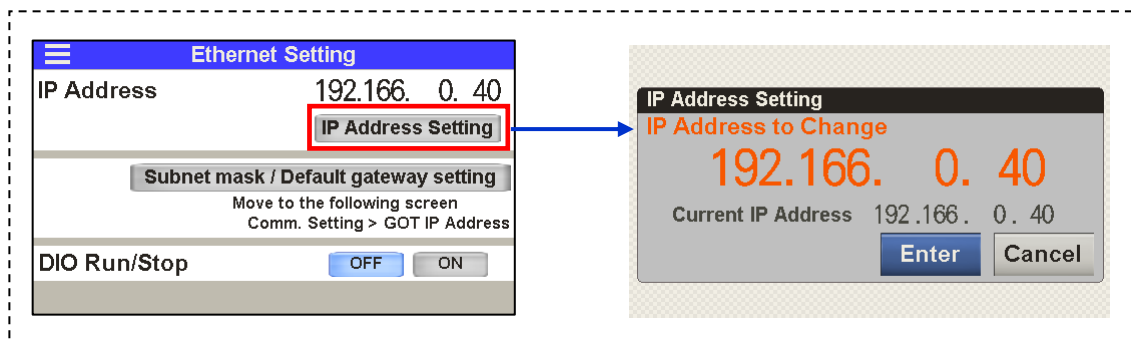 Ethernet Setting
IP Address 192.166. 0. 40
IP Address Setting
Subnet mask / Default gateway setting
Move to the following screen
Comm. Setting > GOT IP Address
DIO Run/Stop OFF ON
IP Address Setting
IP Address to Change
192.166. 0. 40
Current IP Address 192.166. 0. 40
Enter Cancel